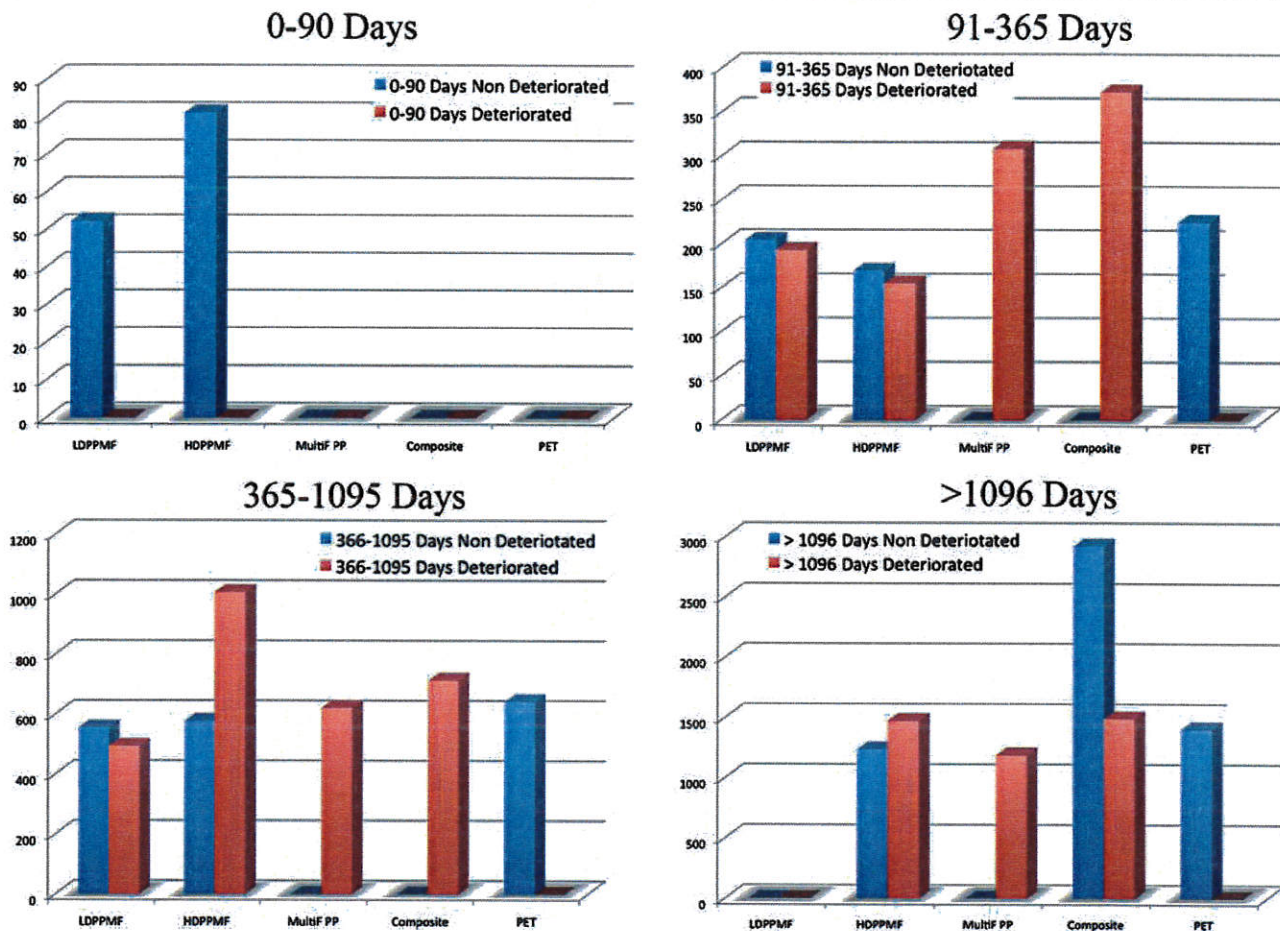 0-90 Days
0-90 Days Non Deteriorated
0-90 Days Deteriorated
90
80
70
60
50
40
30
20
10
0
LDPPMF HDPPMF MultiF PP Composite PET
91-365 Days
91-365 Days Non Deteriotated
91-365 Days Deteriorated
400
350
300
250
200
150
100
50
0
LDPPMF HDPPMF MultiF PP Composite PET
365-1095 Days
366-1095 Days Non Deteriotated
366-1095 Days Deteriorated
1200
1000
800
600
400
200
0
LDPPMF HDPPMF MultiF PP Composite PET
>1096 Days
> 1096 Days Non Deteriotated
> 1096 Days Deteriorated
3000
2500
2000
1500
1000
500
0
LDPPMF HDPPMF MultiF PP Composite PET